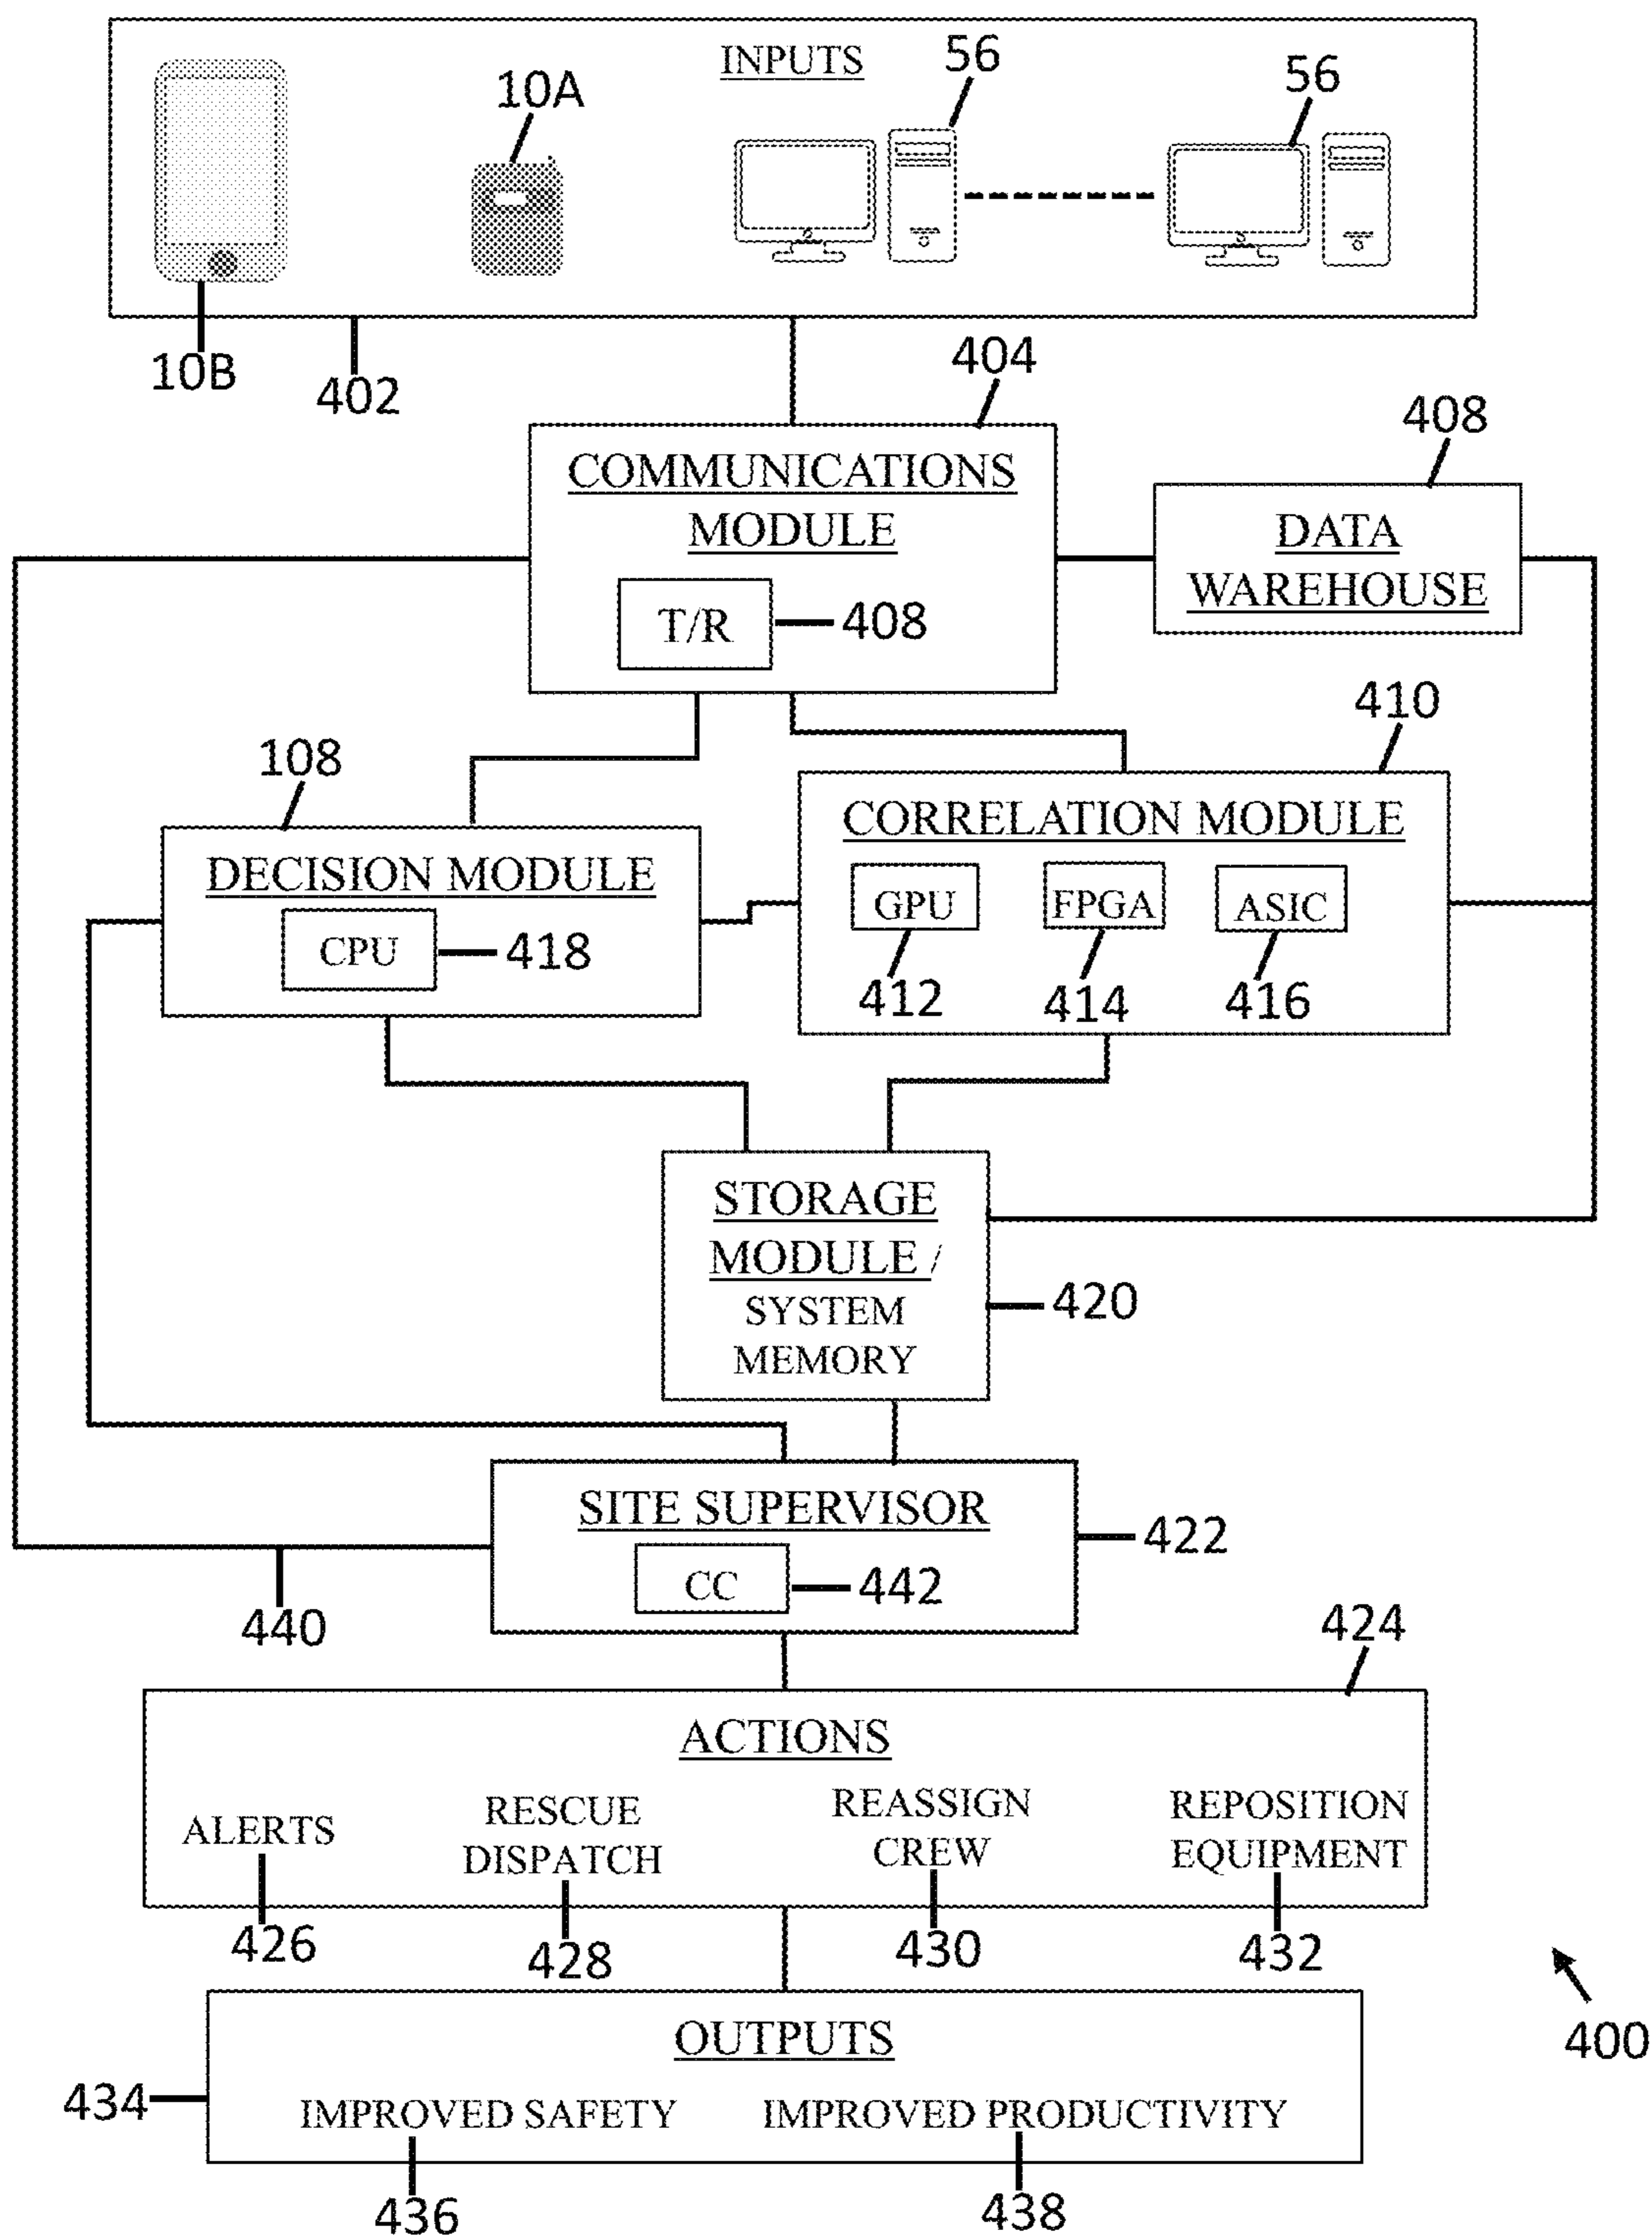 INPUTS
56
56
10A
10B
402
404
408
COMMUNICATIONS
MODULE
T/R
408
DATA
WAREHOUSE
410
108
CORRELATION MODULE
GPU
FPGA
ASIC
412
414
416
DECISION MODULE
CPU
418
STORAGE
MODULE /
SYSTEM
MEMORY
420
SITE SUPERVISOR
422
CC
442
440
424
ACTIONS
ALERTS
RESCUE
DISPATCH
REASSIGN
CREW
REPOSITION
EQUIPMENT
426
428
430
432
400
OUTPUTS
434
IMPROVED SAFETY
IMPROVED PRODUCTIVITY
436
438